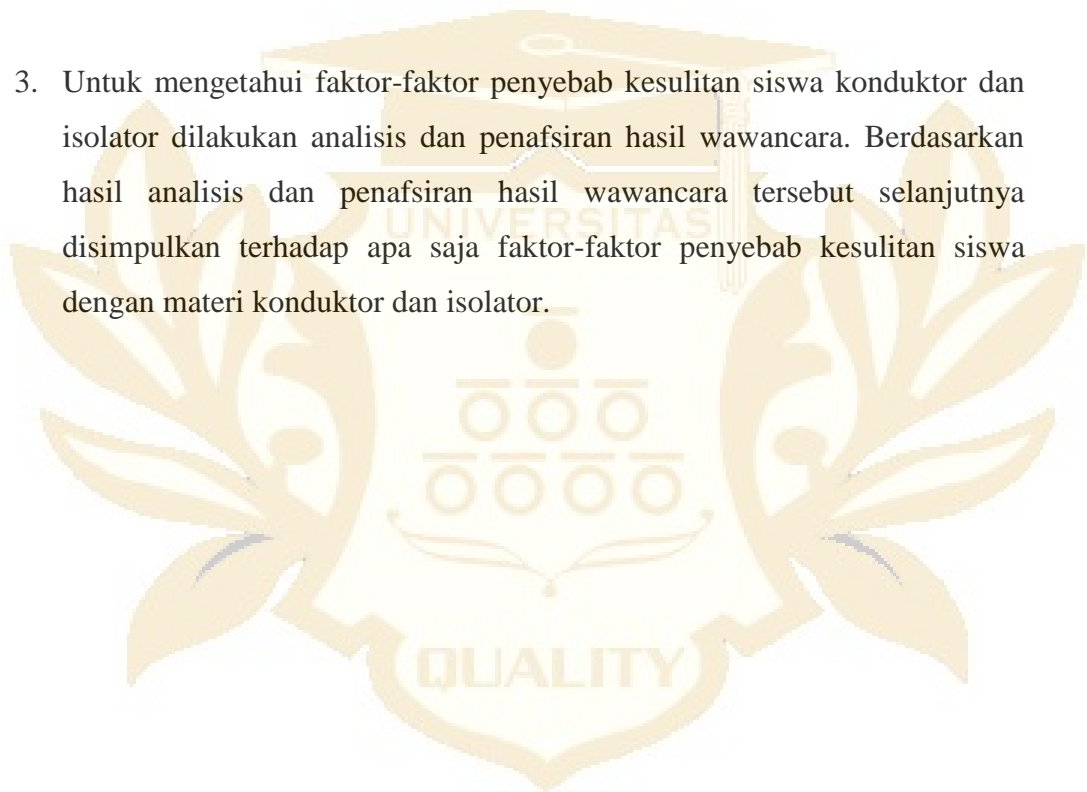 3. Untuk mengetahui faktor-faktor penyebab kesulitan siswa konduktor dan
isolator dilakukan analisis dan penafsiran hasil wawancara. Berdasarkan
hasil analisis dan penafsiran hasil wawancara tersebut selanjutnya
disimpulkan terhadap apa saja faktor-faktor penyebab kesulitan siswa
dengan materi konduktor dan isolator.
UNIVERSITAS
QUALITY